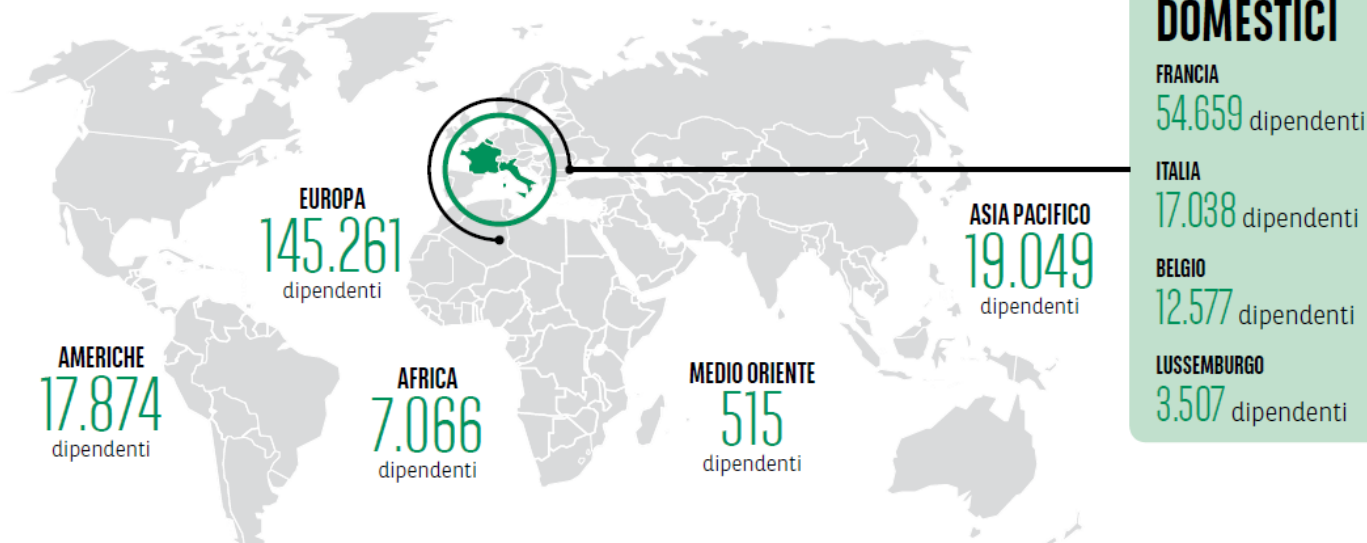 DOMESTICI
FRANCIA
54.659 dipendenti
ITALIA
17.038 dipendenti
BELGIO
12.577 dipendenti
LUSSEMBURGO
3.507 dipendenti
EUROPA
145.261
dipendenti
ASIA PACIFICO
19.049
dipendenti
AMERICHE
17.874
dipendenti
AFRICA
7.066
dipendenti
MEDIO ORIENTE
515
dipendenti